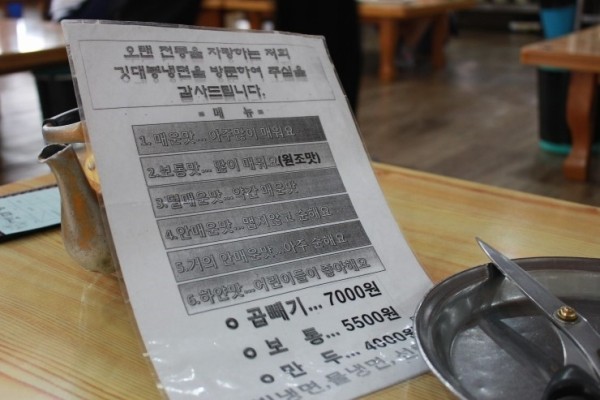 오랜 전통을 자랑하는 저희
깃대봉냉면을 방문하여 주심을
감사드립니다.
= 메 뉴 =
1. 매운맛... 아주많이 매워요
2.보통맛... 많이 매워요(원조맛)
3.덜매운맛...약간 매운맛
4.안매운맛...맵지않고 순해요
5.거의 안매운맛...아주 순해요
6.하얀맛...어린이들이 좋아해요
곱빼기... 7000원
보 통... 5500원
만 두... 4000원
물냉면,